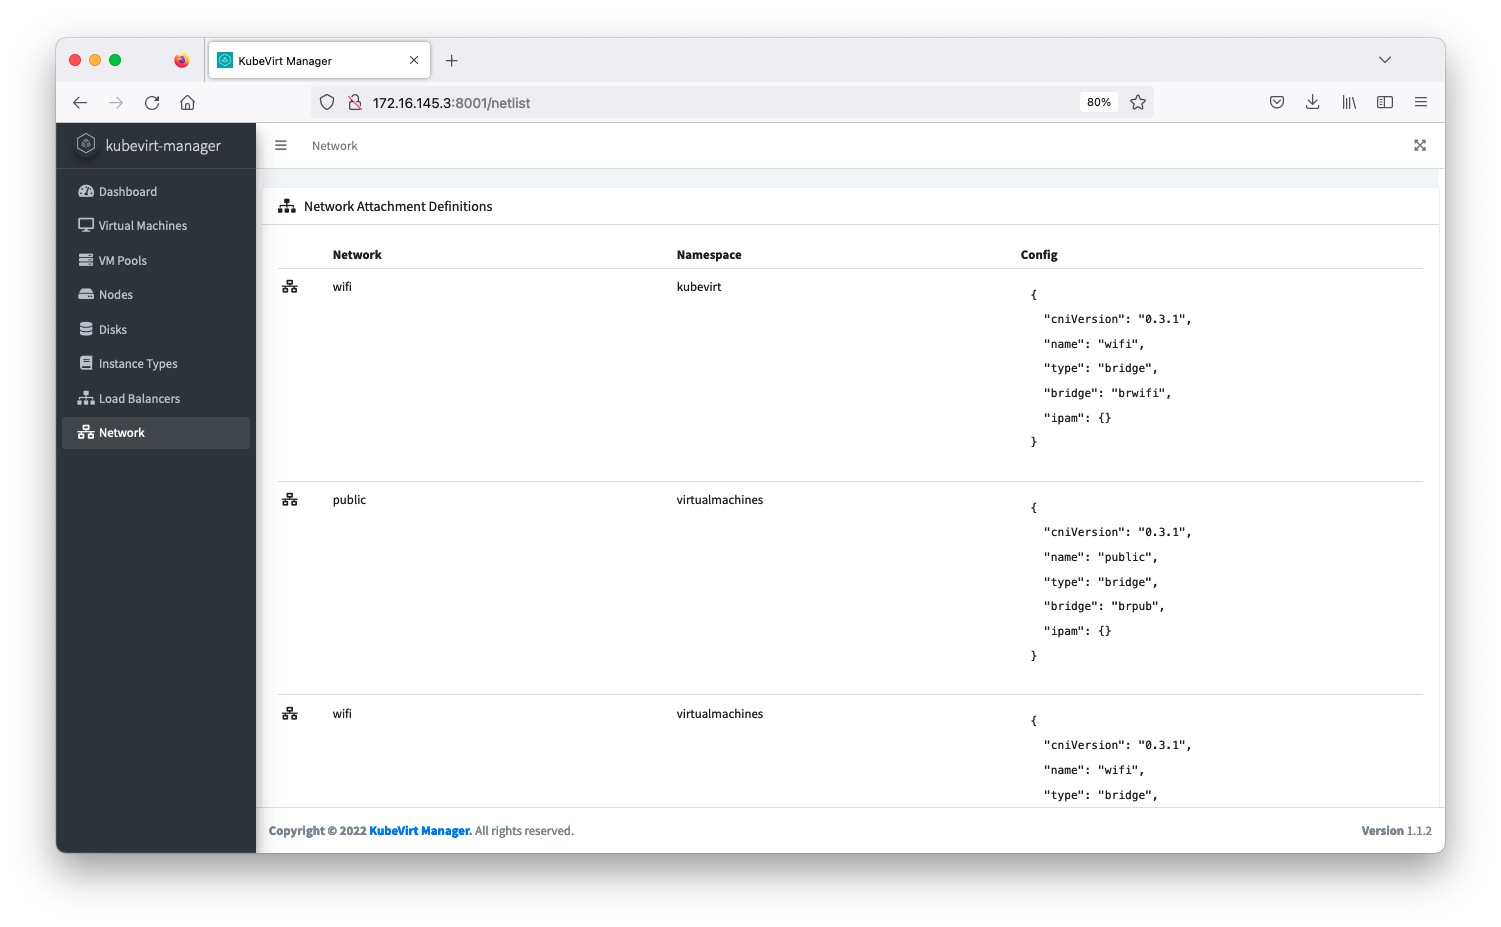 KubeVirt Manager
172.16.145.3:8001/netlist
80%
kubevirt-manager
Network
Dashboard
Virtual Machines
VM Pools
Nodes
Disks
Instance Types
Load Balancers
Network
Network Attachment Definitions
Network Namespace Config
wifi kubevirt
{
"cniVersion": "0.3.1",
"name": "wifi",
"type": "bridge",
"bridge": "brwifi",
"ipam": {}
}
public virtualmachines
{
"cniVersion": "0.3.1",
"name": "public",
"type": "bridge",
"bridge": "brpub",
"ipam": {}
}
wifi virtualmachines
{
"cniVersion": "0.3.1",
"name": "wifi",
"type": "bridge",
Copyright © 2022 KubeVirt Manager. All rights reserved.
Version 1.1.2